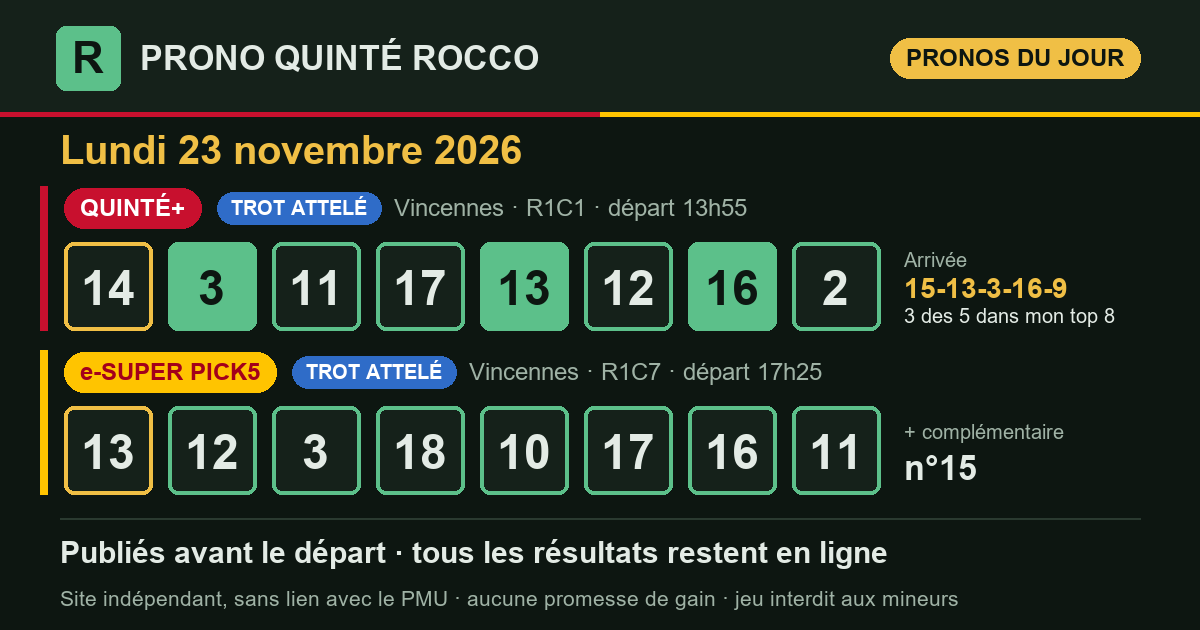 R PRONO QUINTÉ ROCCO PRONOS DU JOUR
Lundi 23 novembre 2026
QUINTÉ+ TROT ATTELÉ Vincennes · R1C1 · départ 13h55
14 3 11 17 13 12 16 2
Arrivée
15-13-3-16-9
3 des 5 dans mon top 8
e-SUPER PICK5 TROT ATTELÉ Vincennes · R1C7 · départ 17h25
13 12 3 18 10 17 16 11
+ complémentaire
n°15
Publiés avant le départ · tous les résultats restent en ligne
Site indépendant, sans lien avec le PMU · aucune promesse de gain · jeu interdit aux mineurs